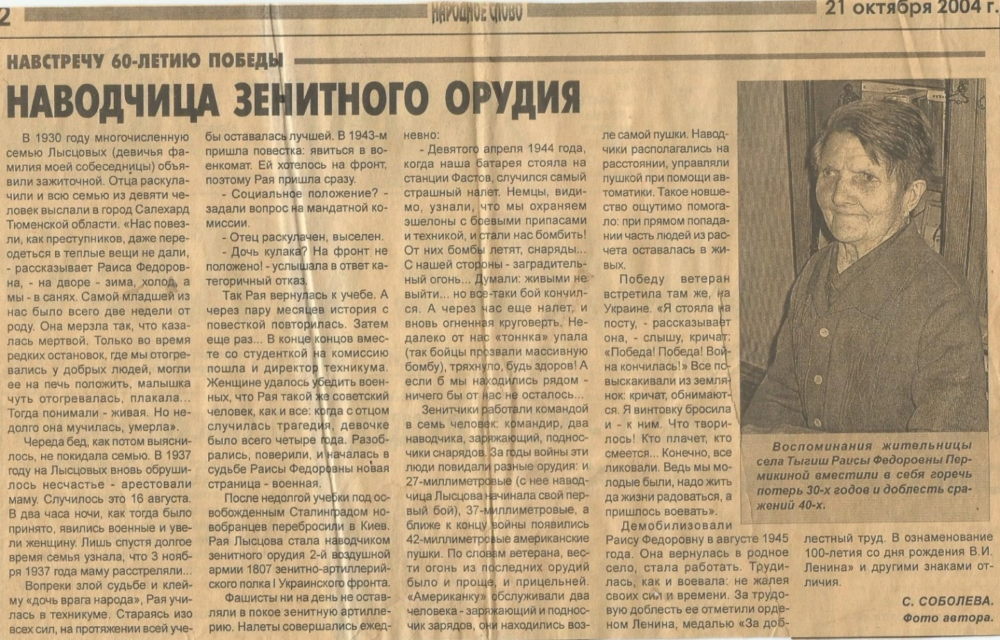 2
НАРОДНОЕ СЛОВО
21 октября 2004 г.
НАВСТРЕЧУ 60-ЛЕТИЮ ПОБЕДЫ
НАВОДЧИЦА ЗЕНИТНОГО ОРУДИЯ
В 1930 году многочисленную
семью Лысцовых (девичья фа-
милия моей собеседницы) объя-
вили зажиточной. Отца раскула-
чили и всю семью из девяти че-
ловек выслали в город Салехард
Тюменской области. «Нас повез-
ли, как преступников, даже пере-
одеться в теплые вещи не дали,
- рассказывает Раиса Федоров-
на, - на дворе - зима, холод, а
мы - в санях. Самой младшей из
нас было всего две недели от
роду. Она мерзла так, что каза-
лась мертвой. Только во время
редких остановок, где мы отогре-
вались у добрых людей, могли
ее на печь положить, малышка
чуть отогревалась, плакала...
Тогда понимали - живая. Но не-
долго она мучилась, умерла».
Череда бед, как потом выясни-
лось, не покидала семью. В 1937
году на Лысцовых вновь обруши-
лось несчастье - арестовали
маму. Случилось это 16 августа.
В два часа ночи, как тогда было
принято, явились военные и уве-
ли женщину. Лишь спустя долгое
время семья узнала, что 3 нояб-
ря 1937 года маму расстреляли...
Вопреки злой судьбе и клей-
му «дочь врага народа», Рая учи-
лась в техникуме. Стараясь изо
всех сил, на протяжении всей уче-
бы оставалась лучшей. В 1943-м
пришла повестка: явиться в во-
енкомат. Ей хотелось на фронт,
поэтому Рая пришла сразу.
- Социальное положение? -
задали вопрос на мандатной ко-
миссии.
- Отец раскулачен, выселен.
- Дочь кулака? На фронт не
положено! - услышала в ответ ка-
тегоричный отказ.
Так Рая вернулась к учебе. А
через пару месяцев история с
повесткой повторилась. Затем
еще раз... В конце концов вмес-
те со студенткой на комиссию
пошла и директор техникума.
Женщине удалось убедить воен-
ных, что Рая такой же советский
человек, как и все: когда с отцом
случилась трагедия, девочке
было всего четыре года. Разоб-
рались, поверили, и началась в
судьбе Раисы Федоровны новая
страница - военная.
После недолгой учебки под ос-
вобожденным Сталинградом но-
вобранцев перебросили в Киев.
Рая Лысцова стала наводчиком
зенитного орудия 2-й воздушной
армии 1807 зенитно-артиллерий-
ского полка I Украинского фронта.
Фашисты ни на день не остав-
ляли в покое зенитную артилле-
рию. Налеты совершались ежед-
невно:
- Девятого апреля 1944 года,
когда наша батарея стояла на
станции Фастов, случился самый
страшный налет. Немцы, види-
мо, узнали, что мы охраняем
эшелоны с боевыми припасами
и техникой, и стали нас бомбить!
От них бомбы летят, снаряды...
С нашей стороны - заградитель-
ный огонь... Думали: живыми не
выйти... но все-таки бой кончил-
ся. А через час еще налет, и
вновь огненная круговерть. Не-
далеко от нас «тоннка» упала
(так бойцы прозвали массивную
бомбу), тряхнуло, будь здоров! А
если б мы находились рядом -
ничего бы от нас не осталось...
Зенитчики работали командой
в семь человек: командир, два
наводчика, заряжающий, поднос-
чики снарядов. За годы войны эти
люди повидали разные орудия: и
27-миллиметровые (с нее навод-
чица Лысцова начинала свой пер-
вый бой), 37-миллиметровые, а
ближе к концу войны появились
42-миллиметровые американские
пушки. По словам ветерана, вес-
ти огонь из последних орудий
было и проще, и прицельней.
«Американку» обслуживали два
человека - заряжающий и поднос-
чик зарядов, они находились воз-
ле самой пушки. Навод-
чики располагались на
расстоянии, управляли
пушкой при помощи ав-
томатики. Такое новше-
ство ощутимо помога-
ло: при прямом попада-
нии часть людей из рас-
чета оставалась в жи-
вых.
Победу ветеран
встретила там же, на
Украине. «Я стояла на
посту, - рассказывает
она, - слышу, кричат:
«Победа! Победа! Вой-
на кончилась!» Все по-
выскакивали из земля-
нок: кричат, обнимают-
ся. Я винтовку бросила
и - к ним. Что твори-
лось! Кто плачет, кто
смеется... Конечно, все
ликовали. Ведь мы мо-
лодые были, надо жить
да жизни радоваться, а
пришлось воевать».
Демобилизовали
Раису Федоровну в августе 1945
года. Она вернулась в родное
село, стала работать. Труди-
лась, как и воевала: не жалея
своих сил и времени. За трудо-
вую доблесть ее отметили орде-
ном Ленина, медалью «За доб-
лестный труд. В ознаменование
100-летия со дня рождения В.И.
Ленина» и другими знаками от-
личия.
С. СОБОЛЕВА.
Фото автора.
Воспоминания жительницы
села Тыгиш Раисы Федоровны Пер-
микиной вместили в себя горечь
потерь 30-х годов и доблесть сра-
жений 40-х.